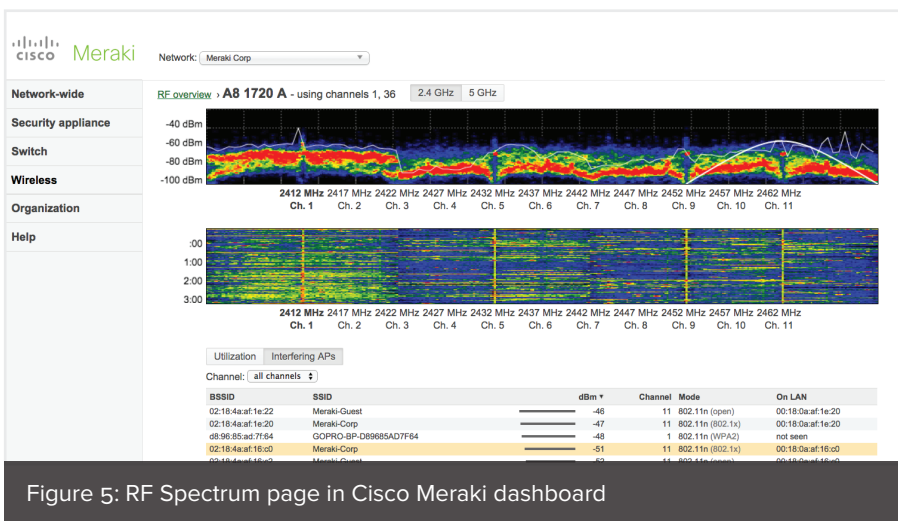 cisco Meraki
Network: Meraki Corp
Network-wide
Security appliance
Switch
Wireless
Organization
Help
RF overview › A8 1720 A - using channels 1, 36 2.4 GHz 5 GHz
-40 dBm
-60 dBm
-80 dBm
-100 dBm
2412 MHz 2417 MHz 2422 MHz 2427 MHz 2432 MHz 2437 MHz 2442 MHz 2447 MHz 2452 MHz 2457 MHz 2462 MHz
Ch. 1 Ch. 2 Ch. 3 Ch. 4 Ch. 5 Ch. 6 Ch. 7 Ch. 8 Ch. 9 Ch. 10 Ch. 11
:00
1:00
2:00
3:00
2412 MHz 2417 MHz 2422 MHz 2427 MHz 2432 MHz 2437 MHz 2442 MHz 2447 MHz 2452 MHz 2457 MHz 2462 MHz
Ch. 1 Ch. 2 Ch. 3 Ch. 4 Ch. 5 Ch. 6 Ch. 7 Ch. 8 Ch. 9 Ch. 10 Ch. 11
Utilization Interfering APs
Channel: all channels
BSSID SSID dBm ▼ Channel Mode On LAN
02:18:4a:af:1e:22 Meraki-Guest -46 11 802.11n (open) 00:18:0a:af:1e:20
02:18:4a:af:1e:20 Meraki-Corp -47 11 802.11n (802.1x) 00:18:0a:af:1e:20
d8:96:85:ad:7f:64 GOPRO-BP-D89685AD7F64 -48 1 802.11n (WPA2) not seen
02:18:4a:af:16:c0 Meraki-Corp -51 11 802.11n (802.1x) 00:18:0a:af:16:c0
Figure 5: RF Spectrum page in Cisco Meraki dashboard